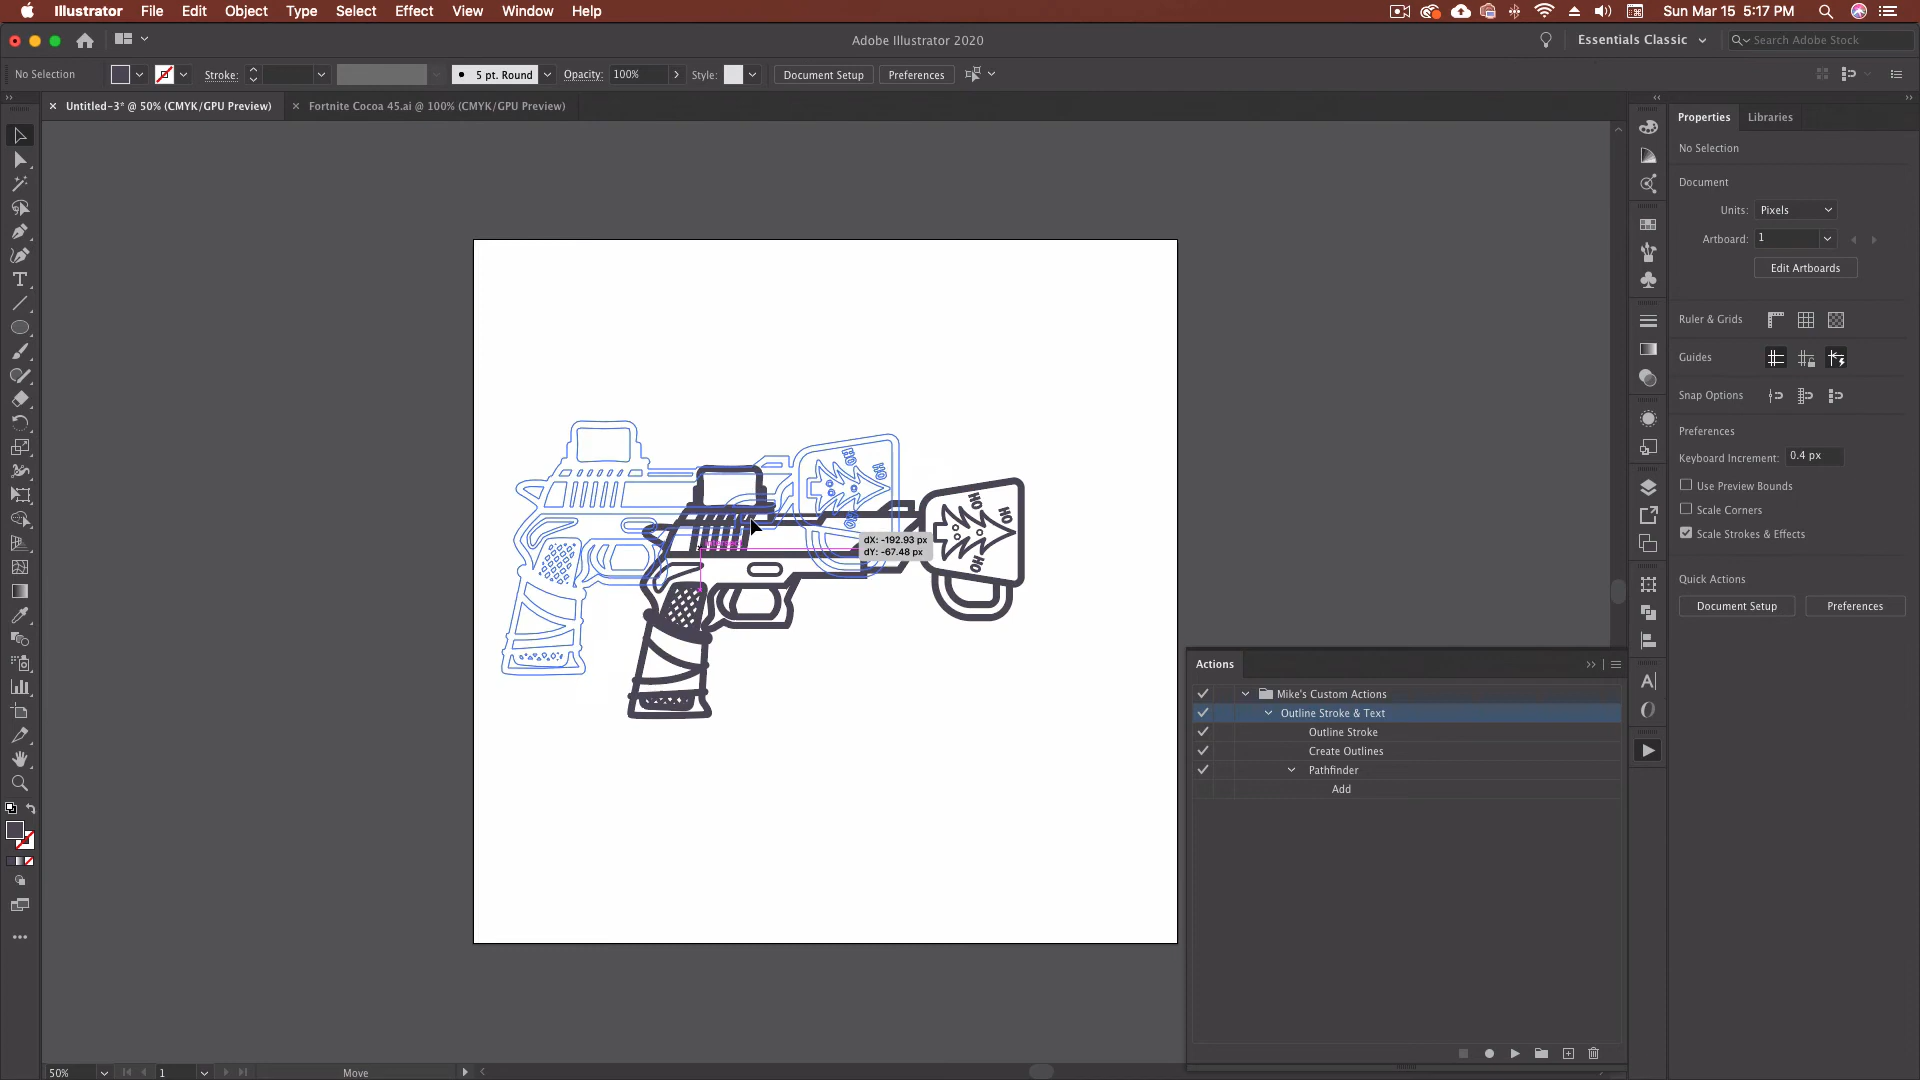 Illustrator File Edit Object Type Select Effect View Window Help Sun Mar 15 5:17 PM
Adobe Illustrator 2020 Essentials Classic Search Adobe Stock
No Selection Stroke: 5 pt. Round Opacity: 100% Style: Document Setup Preferences
Untitled-3* @ 50% (CMYK/GPU Preview) Fortnite Cocoa 45.ai @ 100% (CMYK/GPU Preview)
Properties Libraries
No Selection
Document
Units: Pixels
Artboard: 1
Edit Artboards
Ruler & Grids
Guides
Snap Options
Preferences
Keyboard Increment: 0.4 px
Use Preview Bounds
Scale Corners
Scale Strokes & Effects
Quick Actions
Document Setup Preferences
HO
HO
HO
HO
HO
HO
dX: -192.93 px
dY: -67.48 px
Actions
Mike's Custom Actions
Outline Stroke & Text
Outline Stroke
Create Outlines
Pathfinder
Add
50% 1 Move